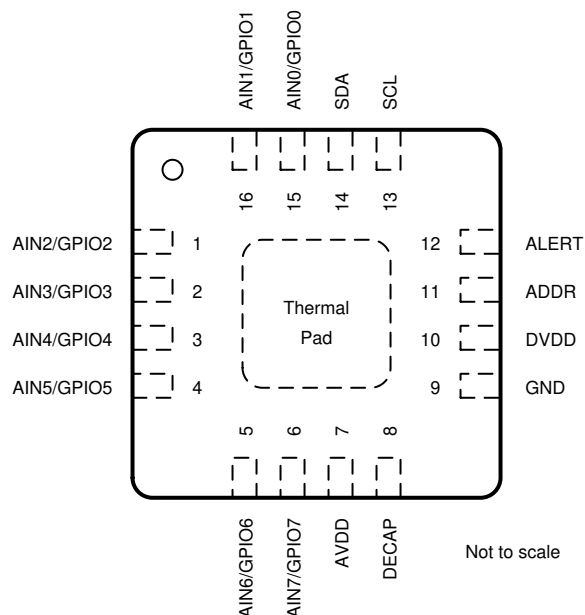 AIN1/GPIO1
AIN0/GPIO0
SDA
SCL
16
15
14
13
AIN2/GPIO2 1
12 ALERT
AIN3/GPIO3 2
11 ADDR
AIN4/GPIO4 3
10 DVDD
AIN5/GPIO5 4
9 GND
Thermal
Pad
5
6
7
8
AIN6/GPIO6
AIN7/GPIO7
AVDD
DECAP
Not to scale